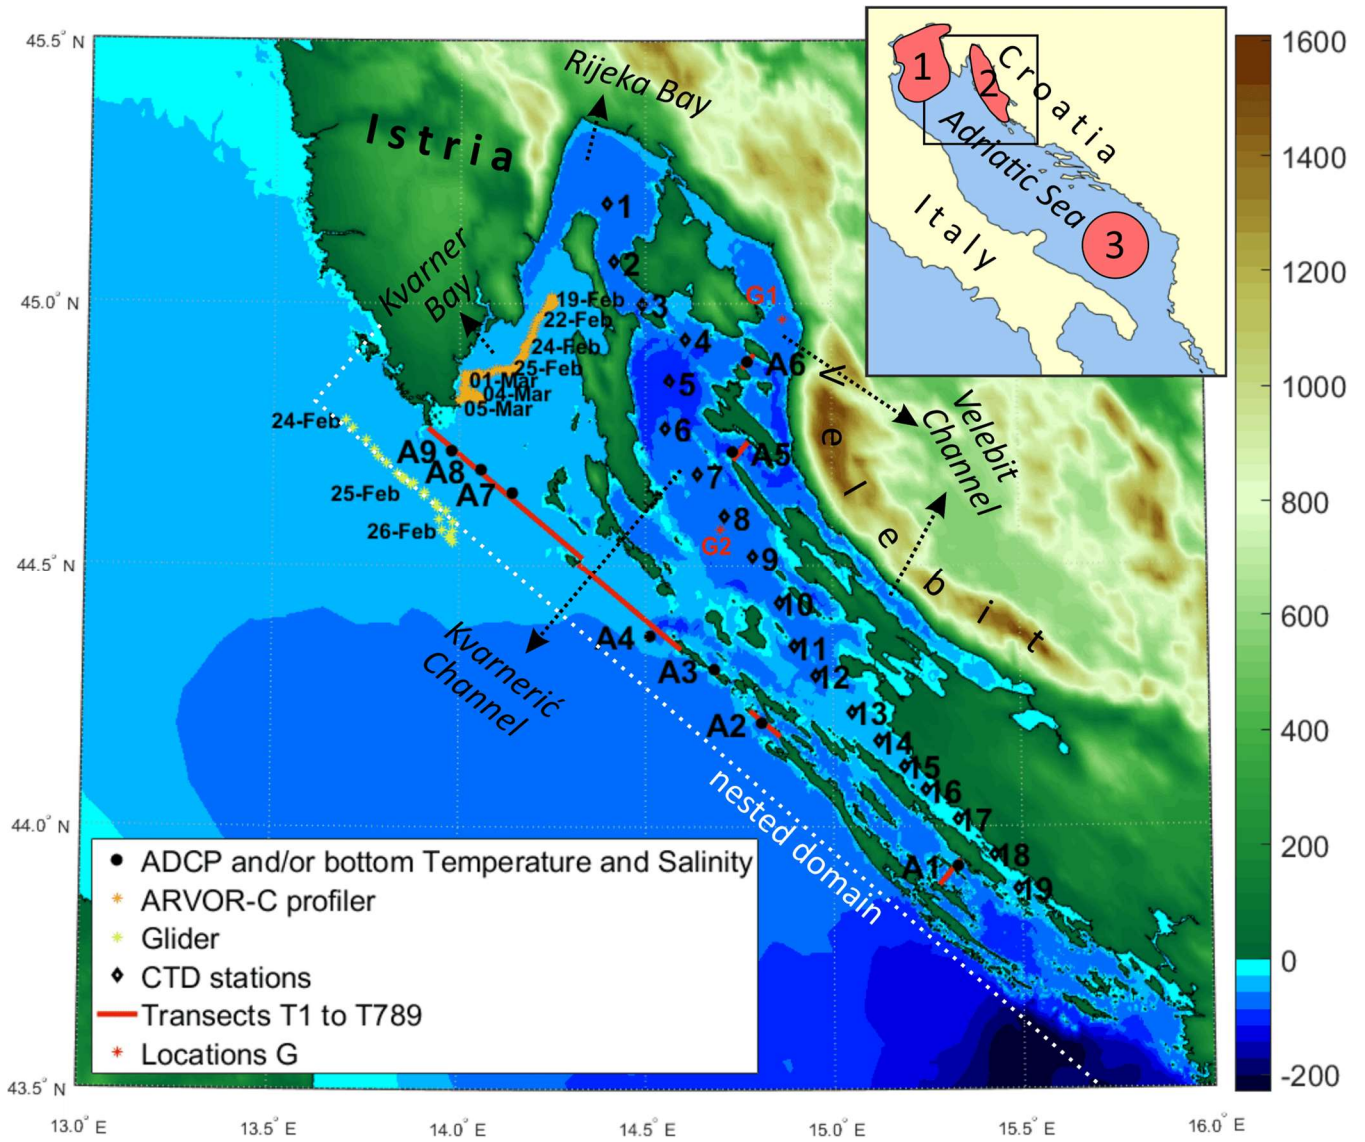 45.5° N
45.0° N
44.5° N
44.0° N
43.5° N
13.0° E
13.5° E
14.0° E
14.5° E
15.0° E
15.5° E
16.0° E
Istria
Rijeka Bay
Kvarner
Bay
Kvarnerić
Channel
Velebit
Channel
Velebit
nested domain
19-Feb
22-Feb
24-Feb
25-Feb
01-Mar
04-Mar
05-Mar
24-Feb
25-Feb
26-Feb
1
2
3
4
5
6
7
8
9
10
11
12
13
14
15
16
17
18
19
G1
G2
A6
A5
A9
A8
A7
A4
A3
A2
A1
1
2
3
Croatia
Adriatic Sea
Italy
1600
1400
1200
1000
800
600
400
200
0
-200
ADCP and/or bottom Temperature and Salinity
ARVOR-C profiler
Glider
CTD stations
Transects T1 to T789
Locations G